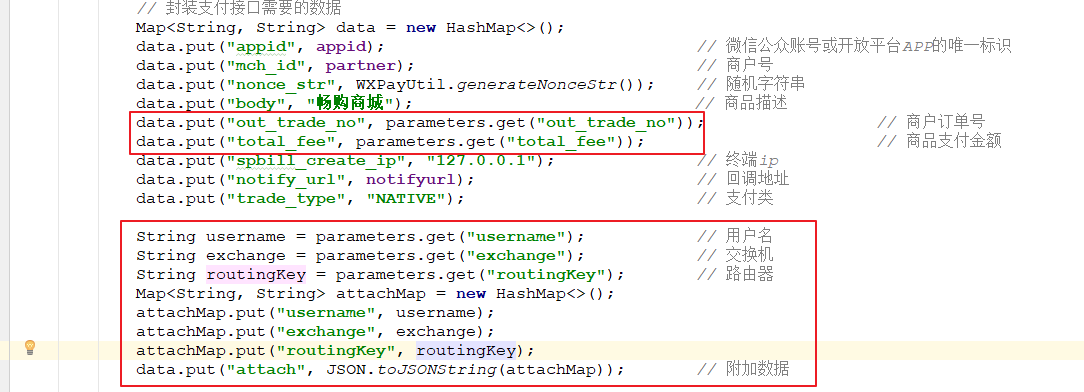 // 封装支付接口需要的数据
Map<String, String> data = new HashMap<>();
data.put("appid", appid); // 微信公众账号或开放平台APP的唯一标识
data.put("mch_id", partner); // 商户号
data.put("nonce_str", WXPayUtil.generateNonceStr()); // 随机字符串
data.put("body", "畅购商城"); // 商品描述
data.put("out_trade_no", parameters.get("out_trade_no")); // 商户订单号
data.put("total_fee", parameters.get("total_fee")); // 商品支付金额
data.put("spbill_create_ip", "127.0.0.1"); // 终端ip
data.put("notify_url", notifyurl); // 回调地址
data.put("trade_type", "NATIVE"); // 支付类
String username = parameters.get("username"); // 用户名
String exchange = parameters.get("exchange"); // 交换机
String routingKey = parameters.get("routingKey"); // 路由器
Map<String, String> attachMap = new HashMap<>();
attachMap.put("username", username);
attachMap.put("exchange", exchange);
attachMap.put("routingKey", routingKey);
data.put("attach", JSON.toJSONString(attachMap)); // 附加数据